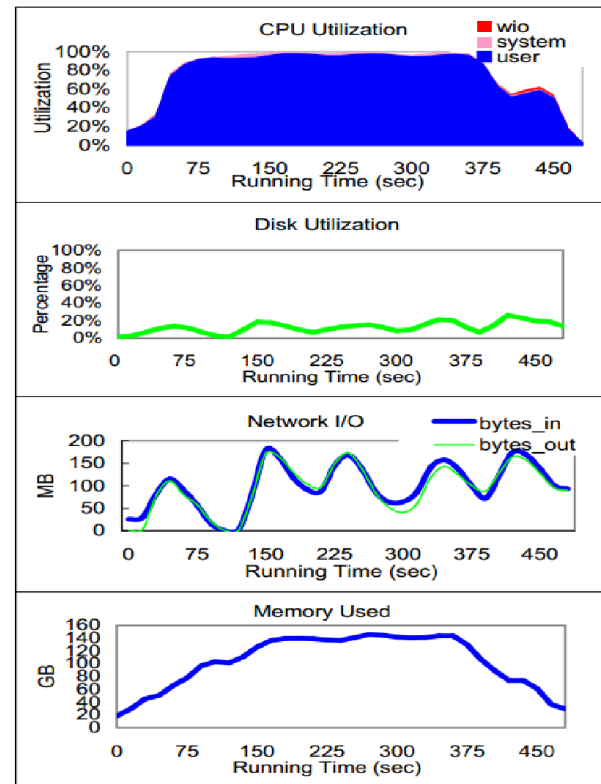 CPU Utilization
wio
system
user
Utilization
100%
80%
60%
40%
20%
0%
0 75 150 225 300 375 450
Running Time (sec)
Disk Utilization
Percentage
100%
80%
60%
40%
20%
0%
0 75 150 225 300 375 450
Running Time (sec)
Network I/O
bytes_in
bytes_out
MB
200
150
100
50
0
0 75 150 225 300 375 450
Running Time (sec)
Memory Used
GB
160
140
120
100
80
60
40
20
0
0 75 150 225 300 375 450
Running Time (sec)